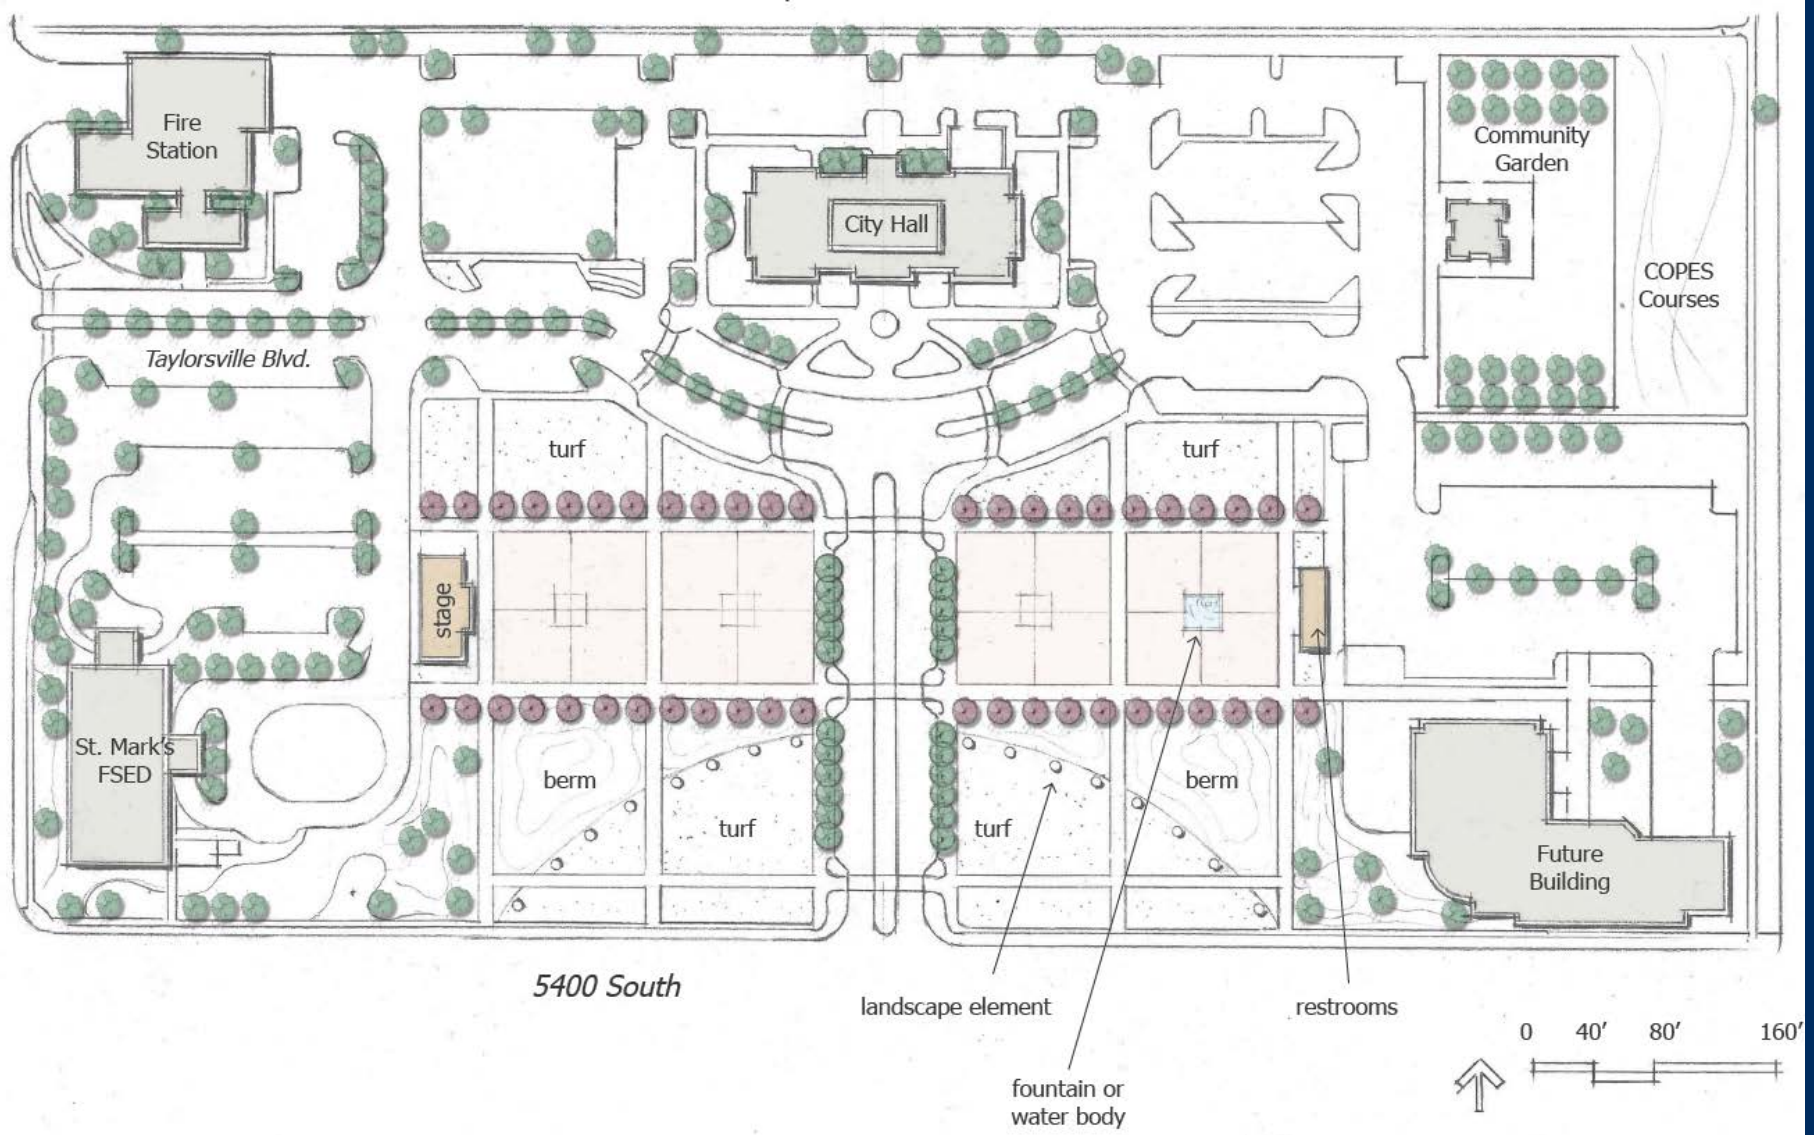 Fire
Station
City Hall
Community
Garden
COPES
Courses
Taylorsville Blvd.
turf
turf
stage
St. Mark's
FSED
berm
turf
turf
berm
Future
Building
5400 South
landscape element
restrooms
fountain or
water body
0 40' 80' 160'